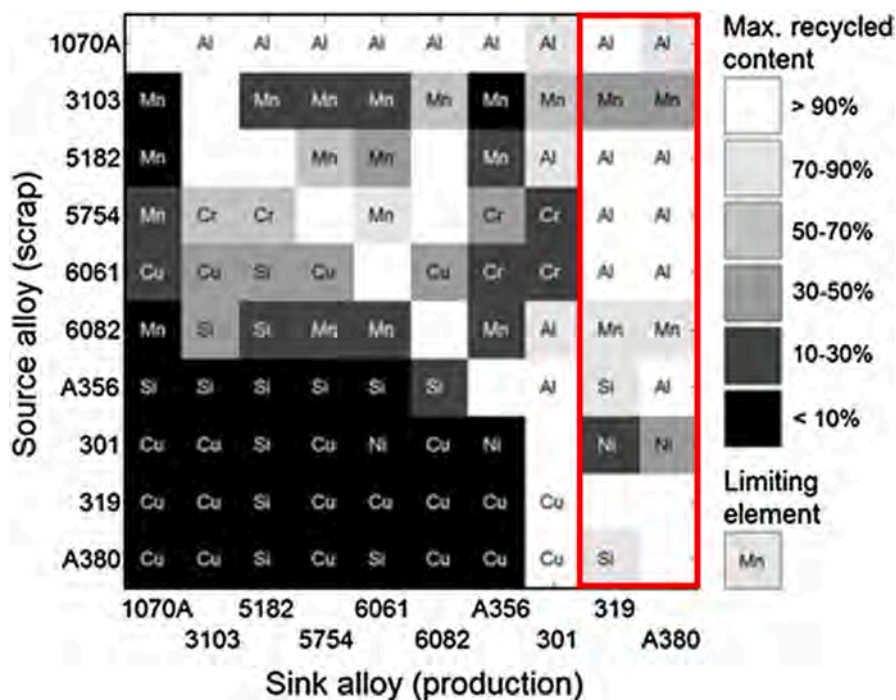 Source alloy (scrap)
1070A Al Al Al Al Al Al Al Al Al
3103 Mn Mn Mn Mn Mn Mn Mn Mn Mn
5182 Mn Mn Mn Mn Al Al Al
5754 Mn Cr Cr Mn Cr Cr Al Al
6061 Cu Cu Si Cu Cu Cr Cr Al Al
6082 Mn Si Si Mn Mn Mn Al Mn Mn
A356 Si Si Si Si Si Si Al Si Al
301 Cu Cu Si Cu Ni Cu Ni Ni Ni
319 Cu Cu Si Cu Cu Cu Cu Cu
A380 Cu Cu Si Cu Si Cu Cu Cu Si
1070A 5182 6061 A356 319
3103 5754 6082 301 A380
Sink alloy (production)
Max. recycled
content
> 90%
70-90%
50-70%
30-50%
10-30%
< 10%
Limiting
element
Mn